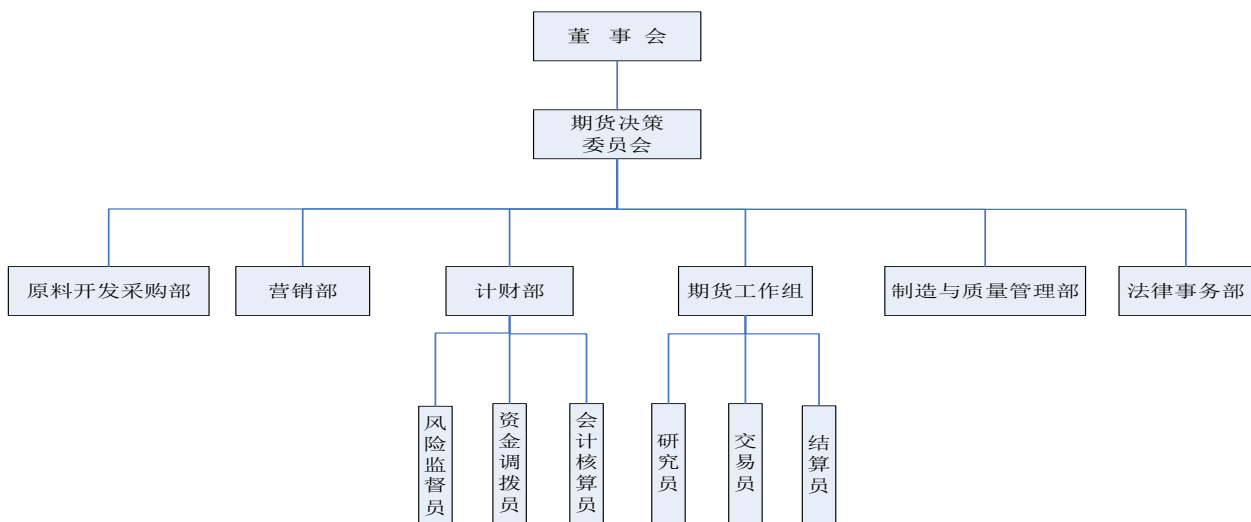 董 事 会
期货决策
委员会
原料开发采购部
营销部
计财部
期货工作组
制造与质量管理部
法律事务部
风险监督员
资金调拨员
会计核算员
研究员
交易员
结算员